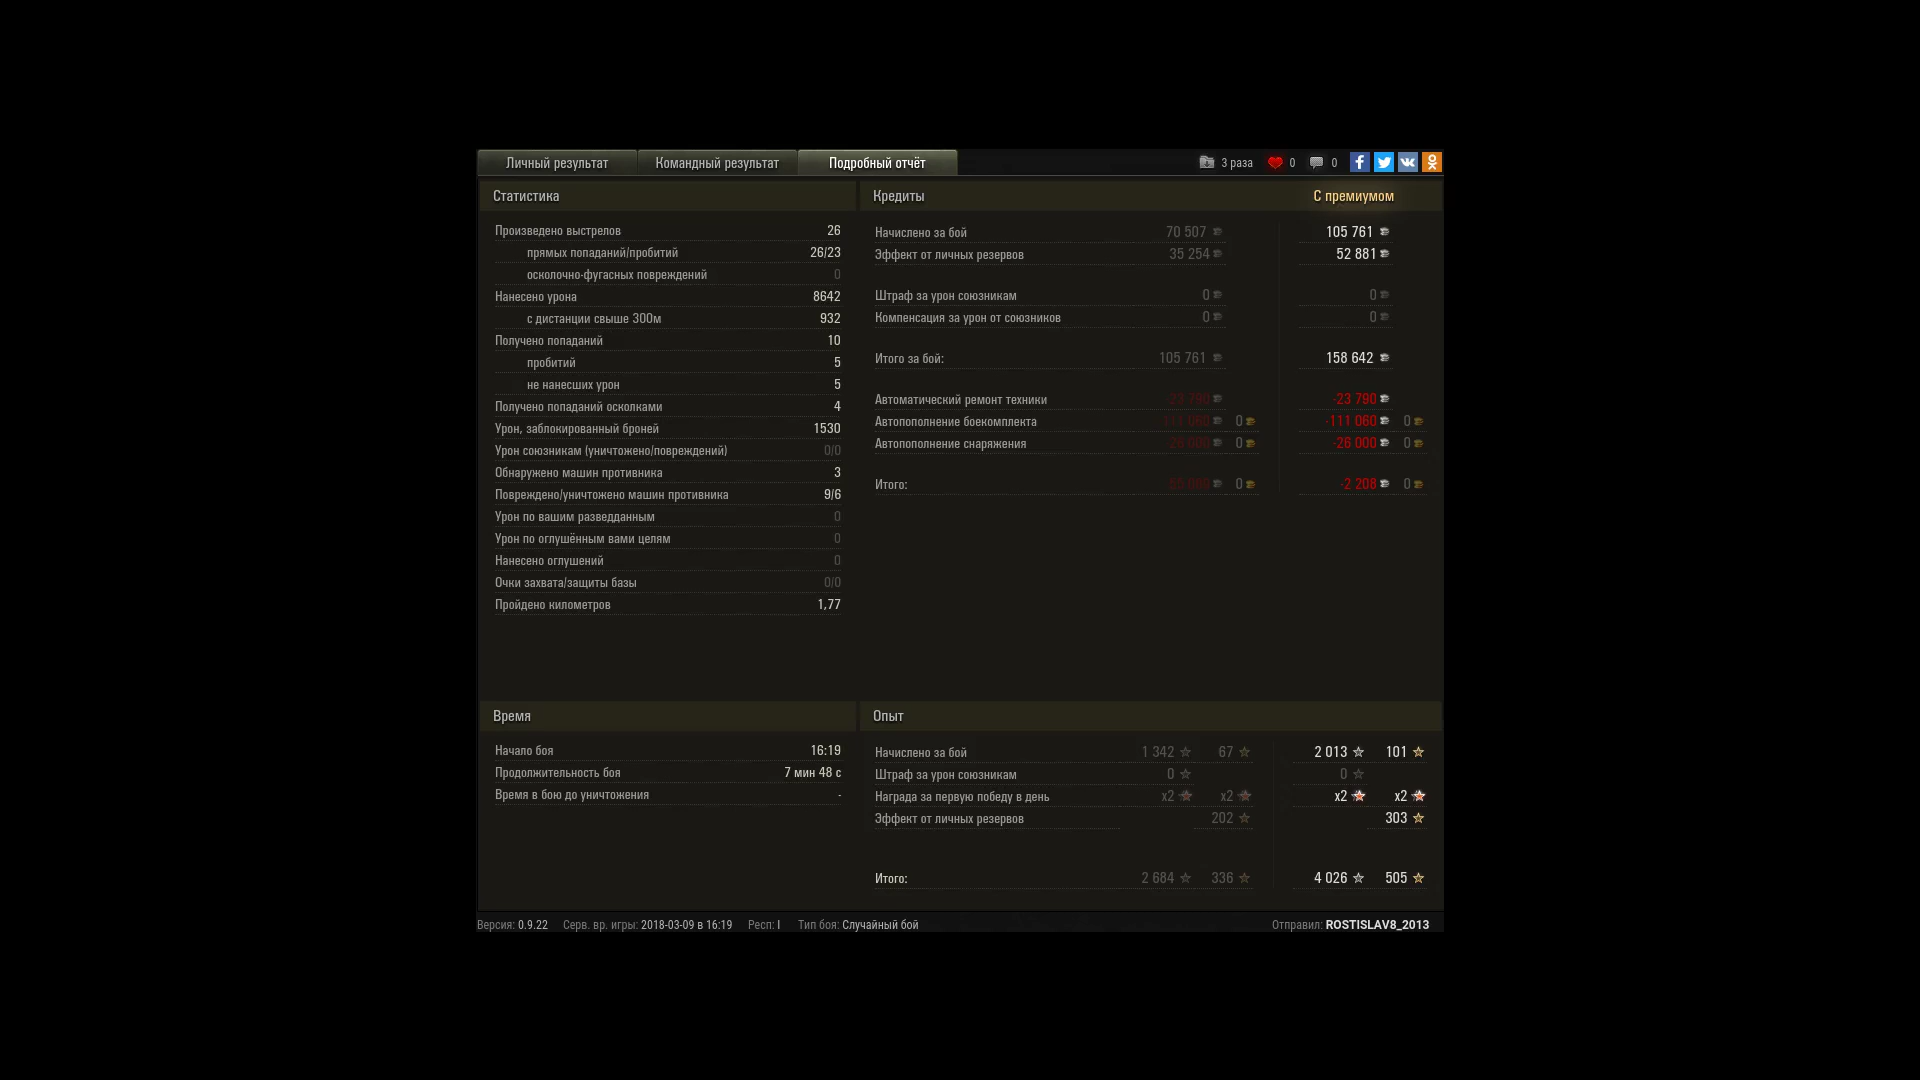 Личный результат Командный результат Подробный отчёт 3 раза 0 0
Статистика
Произведено выстрелов 26
прямых попаданий/пробитий 26/23
осколочно-фугасных повреждений 0
Нанесено урона 8642
с дистанции свыше 300м 932
Получено попаданий 10
пробитий 5
не нанесших урон 5
Получено попаданий осколками 4
Урон, заблокированный броней 1530
Урон союзникам (уничтожено/повреждений) 0/0
Обнаружено машин противника 3
Повреждено/уничтожено машин противника 9/6
Урон по вашим разведданным 0
Урон по оглушённым вами целям 0
Нанесено оглушений 0
Очки захвата/защиты базы 0/0
Пройдено километров 1,77
Кредиты С премиумом
Начислено за бой 70 507 105 761
Эффект от личных резервов 35 254 52 881
Штраф за урон союзникам 0 0
Компенсация за урон от союзников 0 0
Итого за бой: 105 761 158 642
Автоматический ремонт техники -23 790 -23 790
Автопополнение боекомплекта -111 060 0 -111 060 0
Автопополнение снаряжения -26 000 0 -26 000 0
Итого: 0 -2 208 0
Время
Начало боя 16:19
Продолжительность боя 7 мин 48 с
Время в бою до уничтожения -
Опыт
Начислено за бой 1 342 67 2 013 101
Штраф за урон союзникам 0 0
Награда за первую победу в день x2 x2 x2 x2
Эффект от личных резервов 202 303
Итого: 2 684 336 4 026 505
Версия: 0.9.22 Серв. вр. игры: 2018-03-09 в 16:19 Респ: I Тип боя: Случайный бой Отправил: ROSTISLAV8_2013